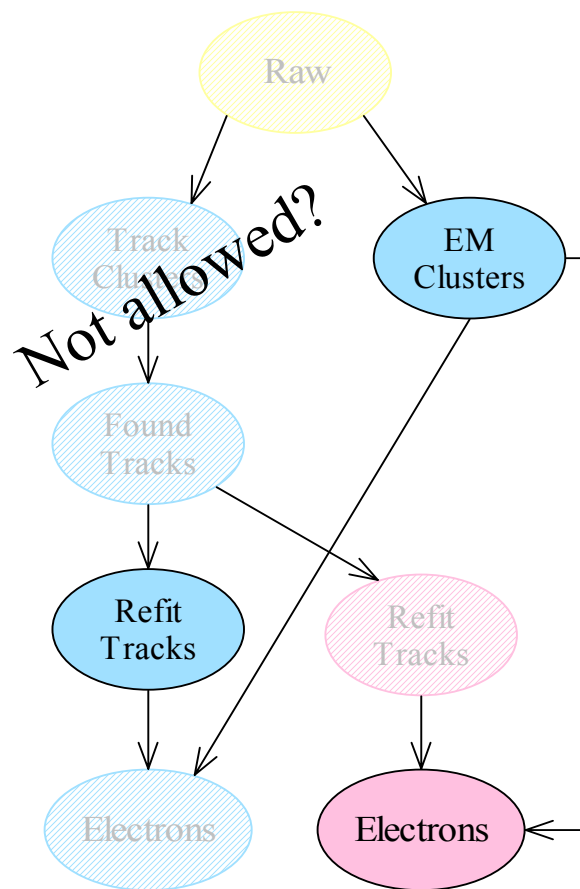 Raw
Track
Clusters
EM
Clusters
Not allowed?
Found
Tracks
Refit
Tracks
Refit
Tracks
Electrons
Electrons